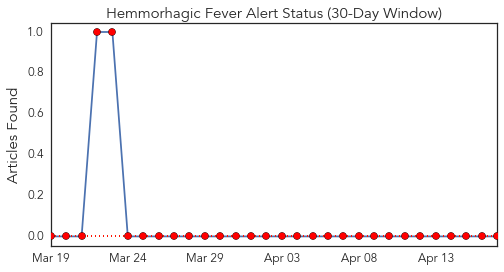 Hemmorhagic Fever Alert Status (30-Day Window)
Articles Found
1.0
0.8
0.6
0.4
0.2
0.0
Mar 19 Mar 24 Mar 29 Apr 03 Apr 08 Apr 13